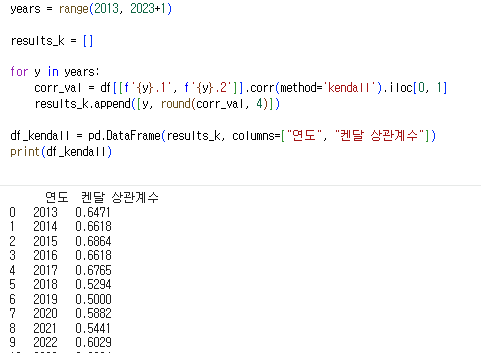 years = range(2013, 2023+1)
results_k = []
for y in years:
    corr_val = df[[f'{y}.1', f'{y}.2']].corr(method='kendall').iloc[0, 1]
    results_k.append([y, round(corr_val, 4)])
df_kendall = pd.DataFrame(results_k, columns=["연도", "켄달 상관계수"])
print(df_kendall)
연도 켄달 상관계수
0 2013 0.6471
1 2014 0.6618
2 2015 0.6864
3 2016 0.6618
4 2017 0.6765
5 2018 0.5294
6 2019 0.5000
7 2020 0.5882
8 2021 0.5441
9 2022 0.6029